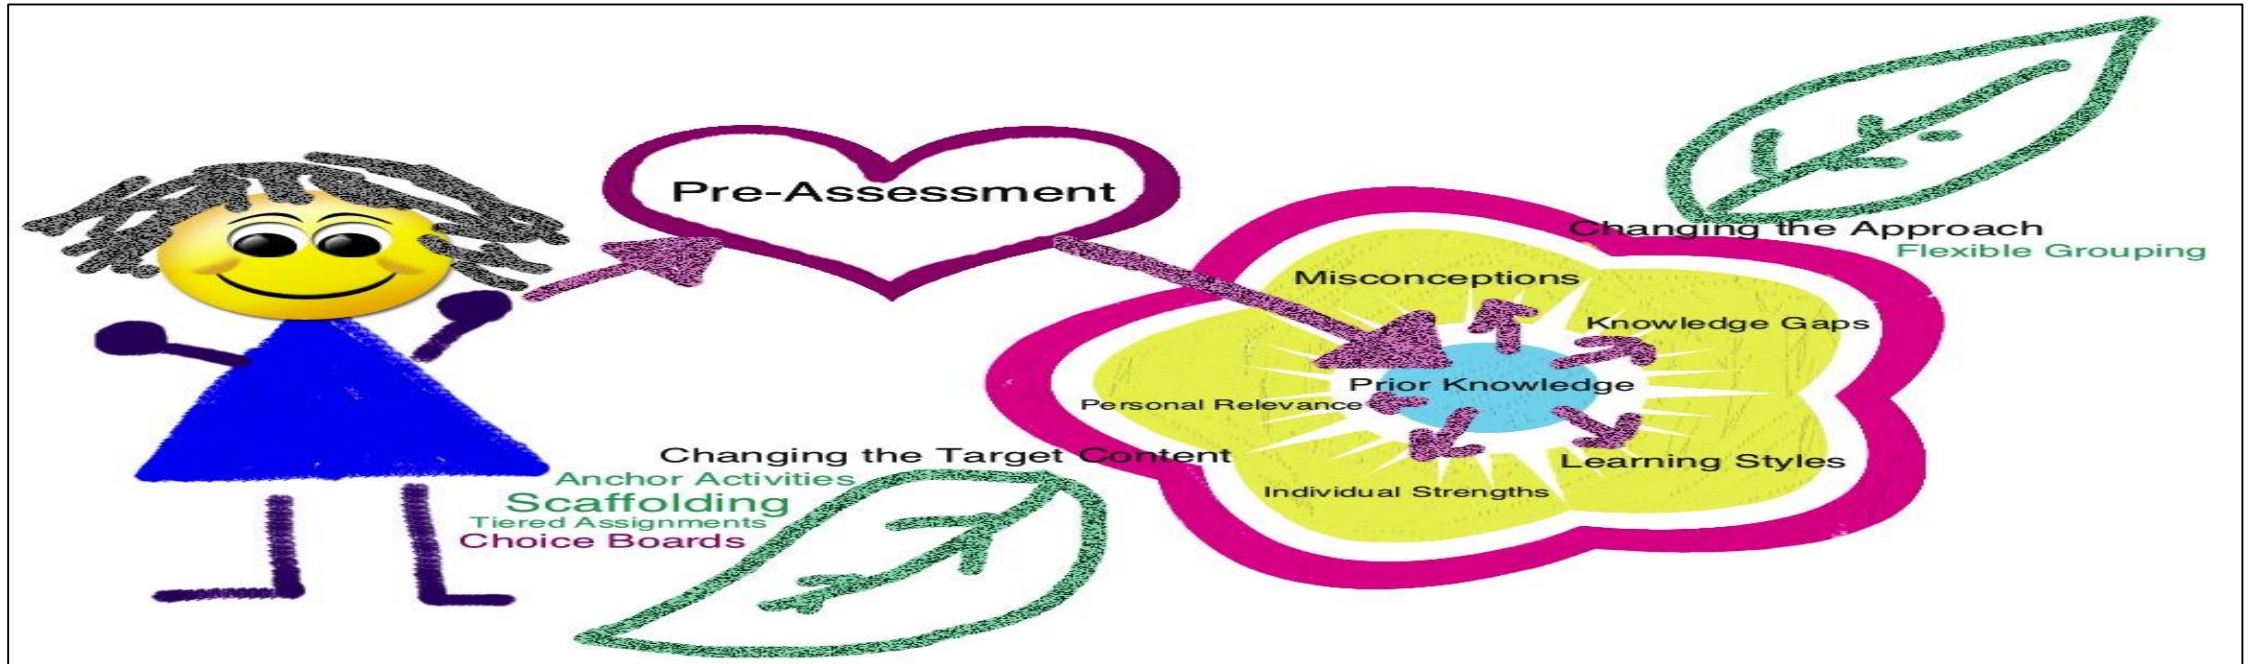 Pre-Assessment
Changing the Approach
Flexible Grouping
Misconceptions
Knowledge Gaps
Prior Knowledge
Personal Relevance
Learning Styles
Individual Strengths
Changing the Target Content
Anchor Activities
Scaffolding
Tiered Assignments
Choice Boards